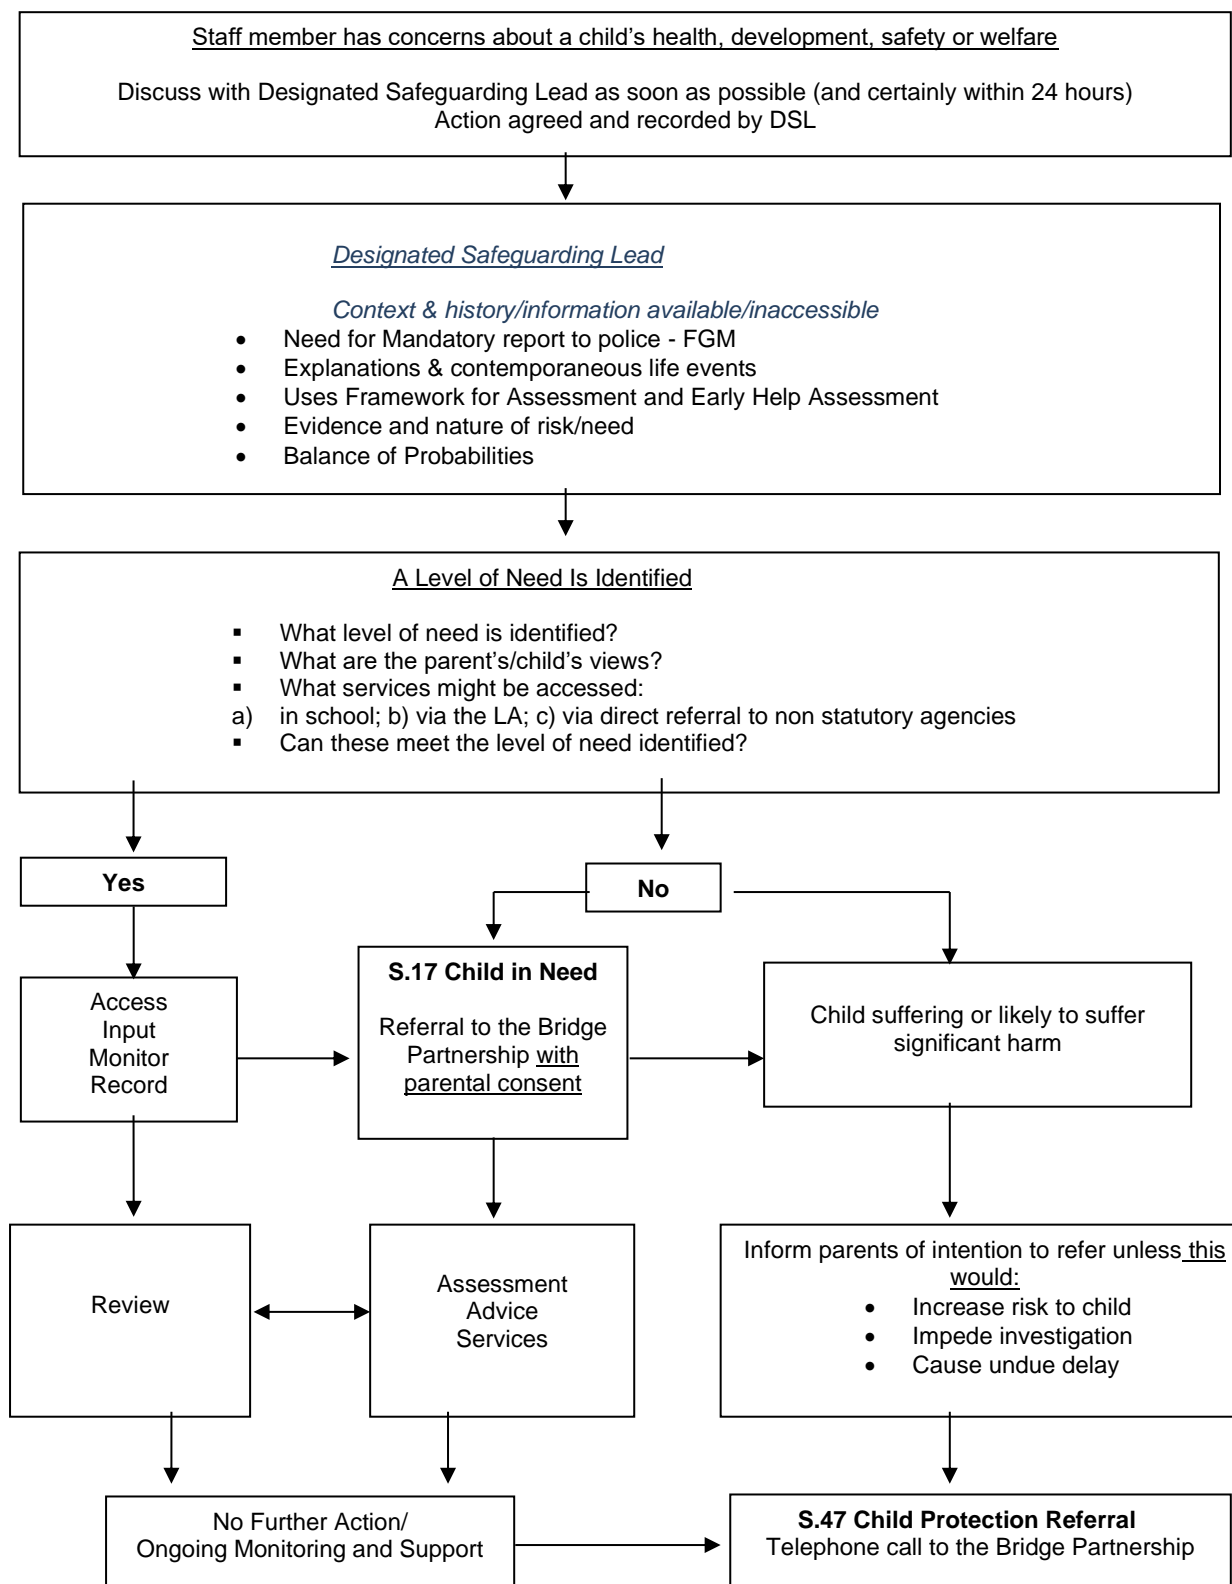 Staff member has concerns about a child’s health, development, safety or welfare
Discuss with Designated Safeguarding Lead as soon as possible (and certainly within 24 hours)
Action agreed and recorded by DSL
Designated Safeguarding Lead
Context & history/information available/inaccessible
• Need for Mandatory report to police - FGM
• Explanations & contemporaneous life events
• Uses Framework for Assessment and Early Help Assessment
• Evidence and nature of risk/need
• Balance of Probabilities
A Level of Need Is Identified
▪ What level of need is identified?
▪ What are the parent’s/child’s views?
▪ What services might be accessed:
a) in school; b) via the LA; c) via direct referral to non statutory agencies
▪ Can these meet the level of need identified?
Yes
No
Access
Input
Monitor
Record
S.17 Child in Need
Referral to the Bridge
Partnership with
parental consent
Child suffering or likely to suffer
significant harm
Review
Assessment
Advice
Services
Inform parents of intention to refer unless this
would:
• Increase risk to child
• Impede investigation
• Cause undue delay
No Further Action/
Ongoing Monitoring and Support
S.47 Child Protection Referral
Telephone call to the Bridge Partnership